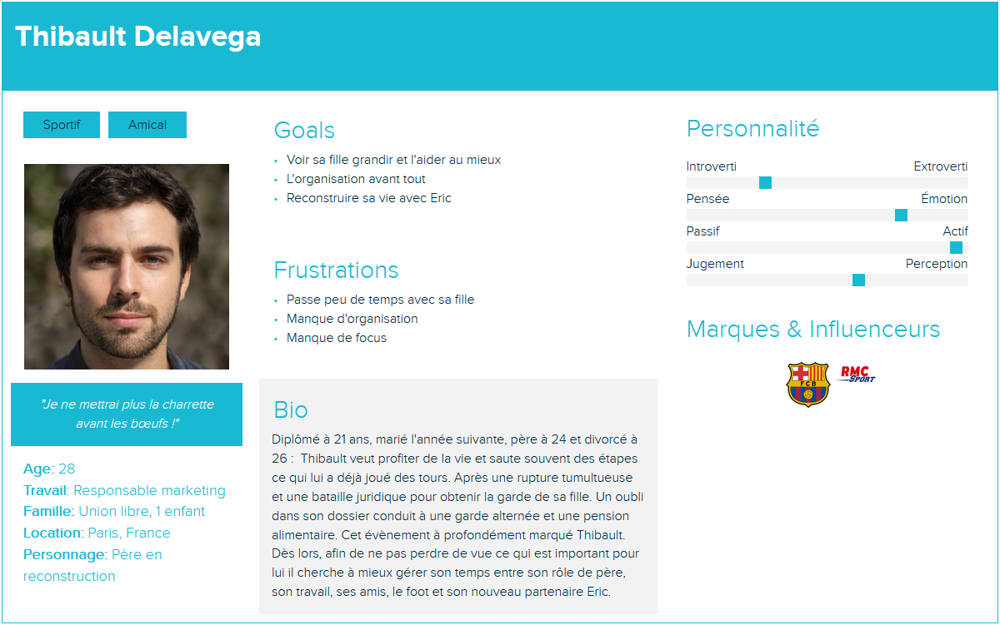 Thibault Delavega
Sportif
Amical
"Je ne mettrai plus la charrette
avant les bœufs !"
Age: 28
Travail: Responsable marketing
Famille: Union libre, 1 enfant
Location: Paris, France
Personnage: Père en
reconstruction
Goals
• Voir sa fille grandir et l'aider au mieux
• L'organisation avant tout
• Reconstruire sa vie avec Eric
Frustrations
• Passe peu de temps avec sa fille
• Manque d'organisation
• Manque de focus
Bio
Diplômé à 21 ans, marié l'année suivante, père à 24 et divorcé à
26 :  Thibault veut profiter de la vie et saute souvent des étapes
ce qui lui a déjà joué des tours. Après une rupture tumultueuse
et une bataille juridique pour obtenir la garde de sa fille. Un oubli
dans son dossier conduit à une garde alternée et une pension
alimentaire. Cet évènement à profondément marqué Thibault.
Dès lors, afin de ne pas perdre de vue ce qui est important pour
lui il cherche à mieux gérer son temps entre son rôle de père,
son travail, ses amis, le foot et son nouveau partenaire Eric.
Personnalité
Introverti Extroverti
Pensée Émotion
Passif Actif
Jugement Perception
Marques & Influenceurs
FCB
RMC
SPORT